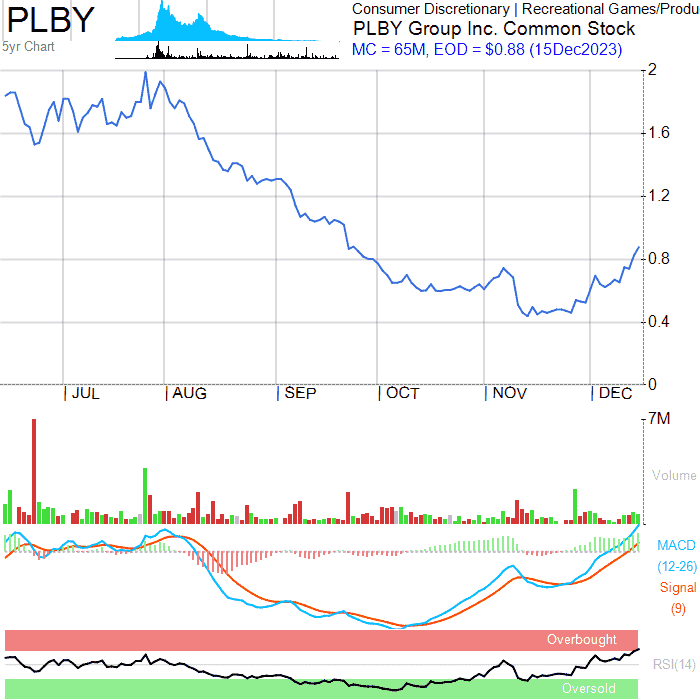 PLBY
5yr Chart
Consumer Discretionary | Recreational Games/Produ
PLBY Group Inc. Common Stock
MC = 65M, EOD = $0.88 (15Dec2023)
2
1.6
1.2
0.8
0.4
0
JUL AUG SEP OCT NOV DEC
7M
Volume
MACD
(12-26)
Signal
(9)
Overbought
RSI(14)
Oversold